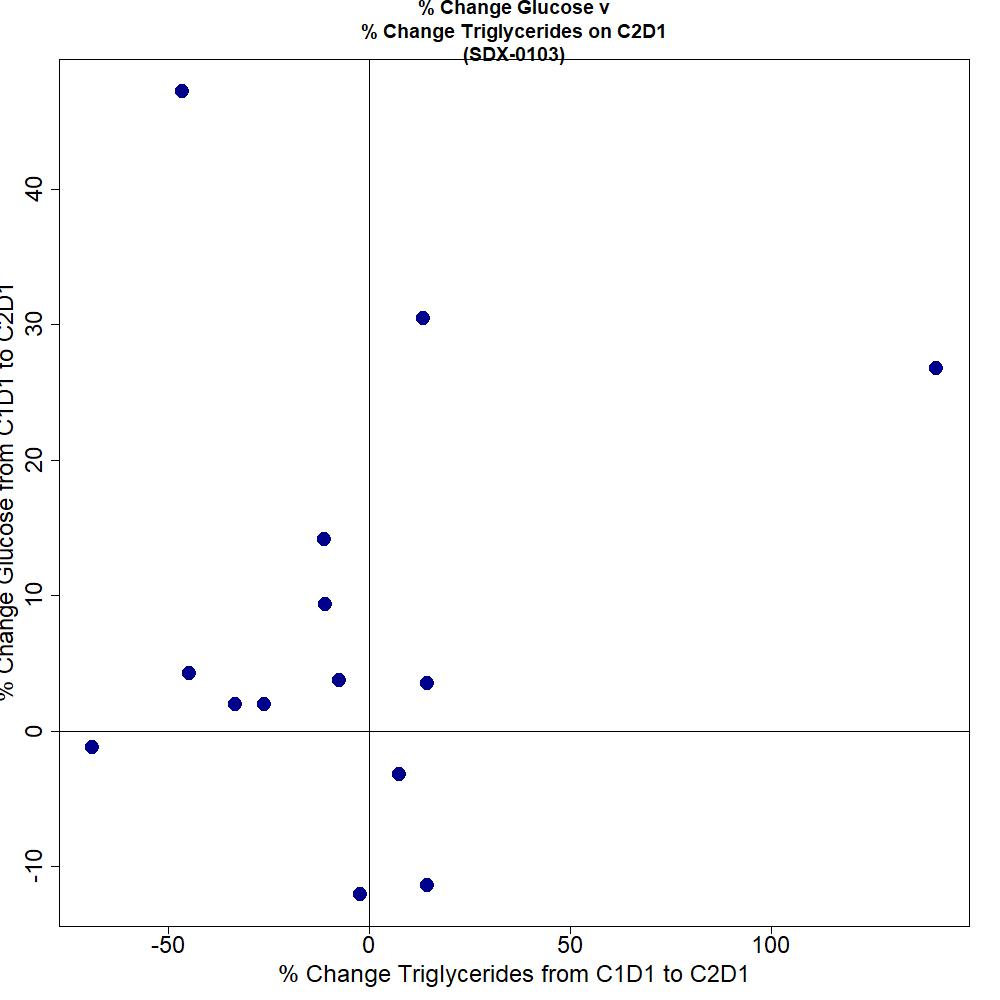 % Change Glucose v
% Change Triglycerides on C2D1
(SDX-0103)
% Change Glucose from C1D1 to C2D1
40
30
20
10
0
-10
-50
0
50
100
% Change Triglycerides from C1D1 to C2D1